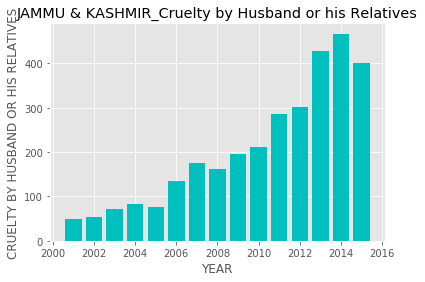 JAMMU & KASHMIR_Cruelty by Husband or his Relatives
CRUELTY BY HUSBAND OR HIS RELATIVES
400
300
200
100
0
2000 2002 2004 2006 2008 2010 2012 2014 2016
YEAR